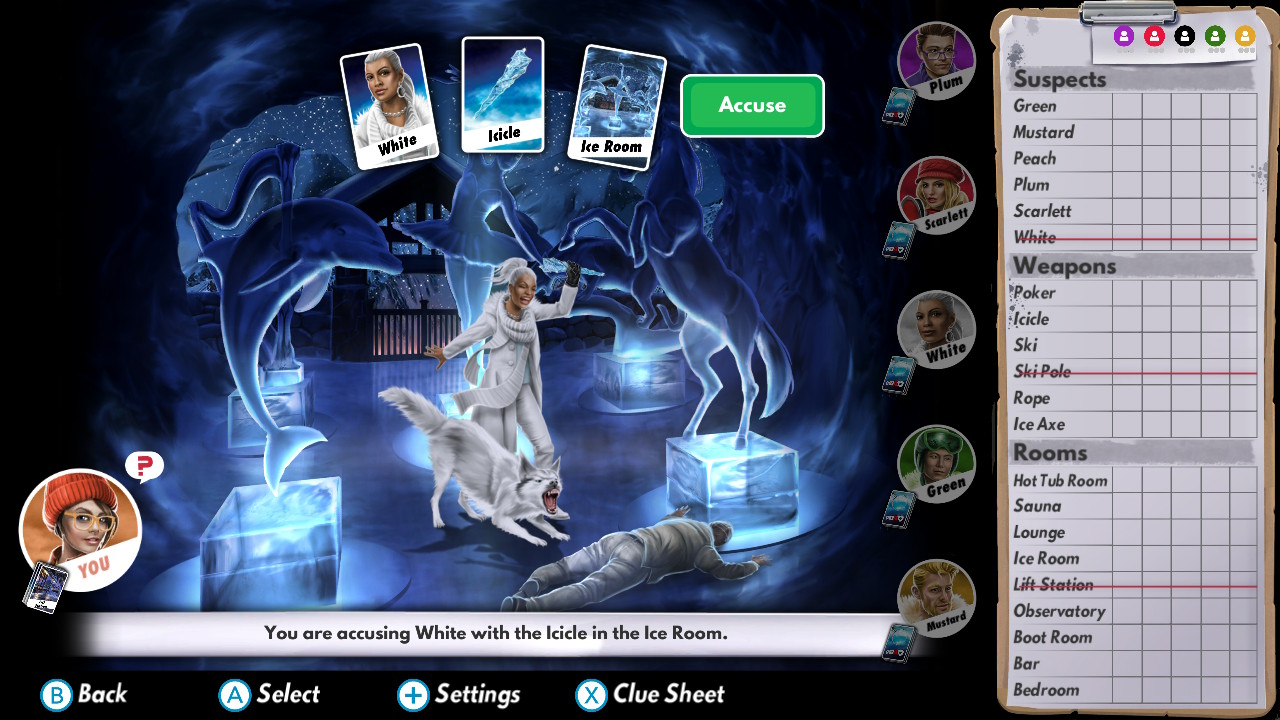 White
Icicle
Ice Room
Accuse
Plum
Scarlett
White
Green
Mustard
?
YOU
You are accusing White with the Icicle in the Ice Room.
B Back
A Select
+ Settings
X Clue Sheet
Suspects
Green
Mustard
Peach
Plum
Scarlett
White
Weapons
Poker
Icicle
Ski
Ski Pole
Rope
Ice Axe
Rooms
Hot Tub Room
Sauna
Lounge
Ice Room
Lift Station
Observatory
Boot Room
Bar
Bedroom